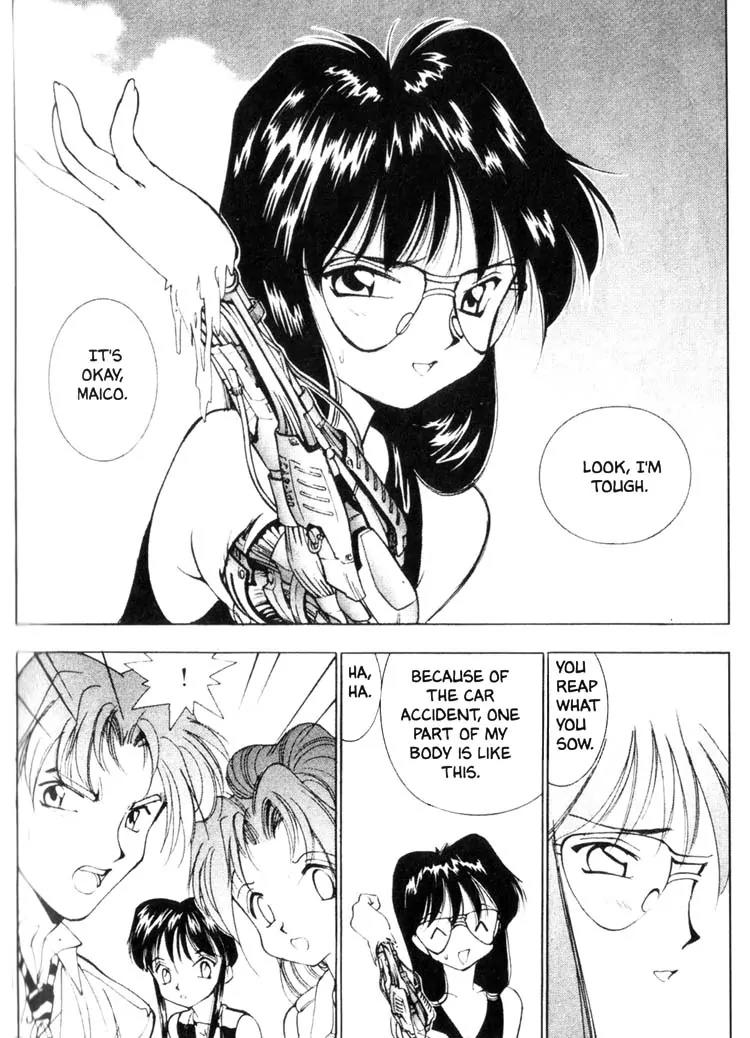 LOOK, I'M
TOUGH.
IT'S
OKAY,
MAICO.
YOU
REAP
WHAT
YOU
SOW.
BECAUSE OF
THE CAR
ACCIDENT, ONE
PART OF MY
BODY IS LIKE
THIS.
HA,
HA.
!